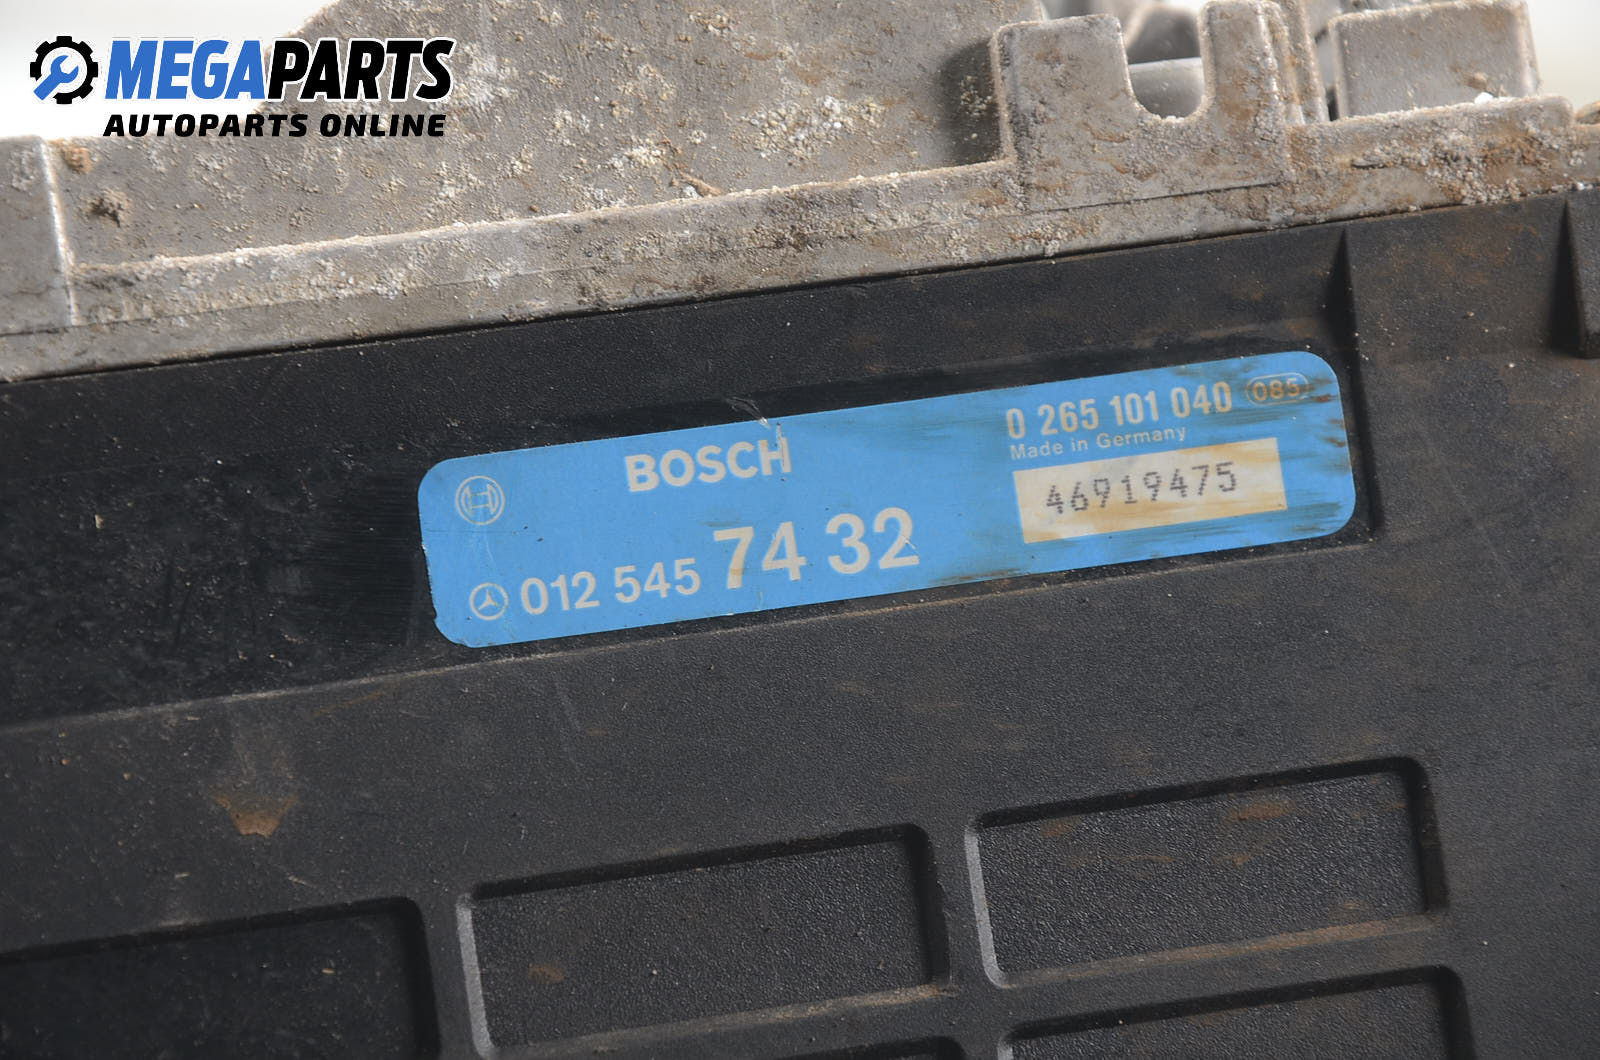 MEGAPARTS
AUTOPARTS ONLINE
BOSCH
0 265 101 040 085
Made in Germany
46919475
012 545 74 32